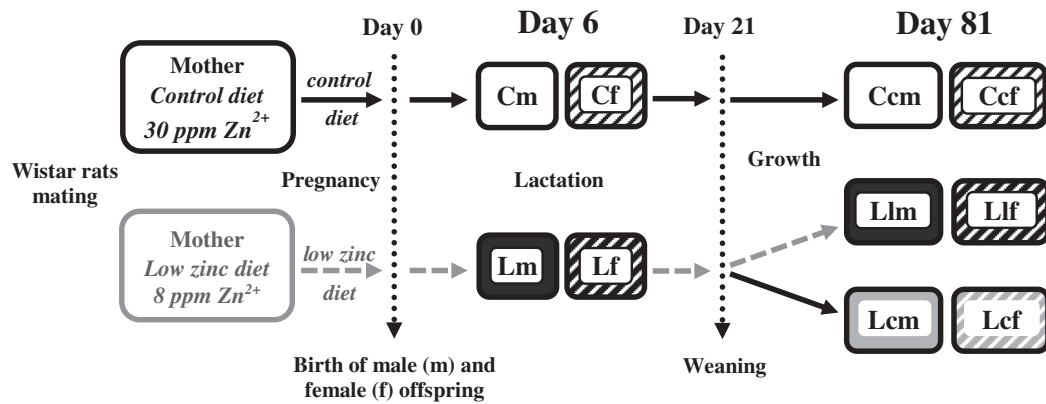 Day 0
Day 6
Day 21
Day 81
Mother
Control diet
30 ppm Zn²⁺
control
diet
Cm
Cf
Ccm
Ccf
Wistar rats
mating
Pregnancy
Lactation
Growth
Mother
Low zinc diet
8 ppm Zn²⁺
low zinc
diet
Lm
Lf
Llm
Llf
Lcm
Lcf
Birth of male (m) and
female (f) offspring
Weaning